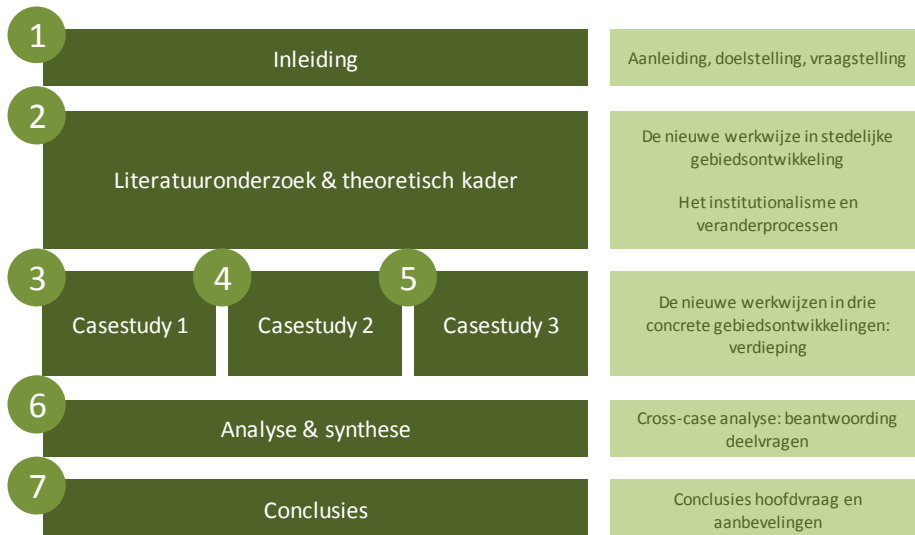 1
Inleiding
Aanleiding, doelstelling, vraagstelling
2
Literatuuronderzoek & theoretisch kader
De nieuwe werkwijze in stedelijke
gebiedsontwikkeling
Het institutionalisme en
veranderprocessen
3
Casestudy 1
4
Casestudy 2
5
Casestudy 3
De nieuwe werkwijzen in drie
concrete gebiedsontwikkelingen:
verdieping
6
Analyse & synthese
Cross-case analyse: beantwoording
deelvragen
7
Conclusies
Conclusies hoofdvraag en
aanbevelingen